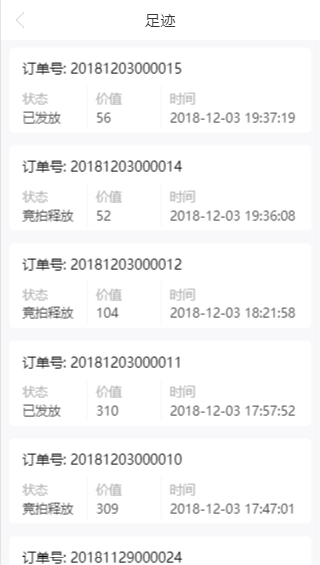 足迹
订单号: 20181203000015
状态 价值 时间
已发放 56 2018-12-03 19:37:19
订单号: 20181203000014
状态 价值 时间
竞拍释放 52 2018-12-03 19:36:08
订单号: 20181203000012
状态 价值 时间
竞拍释放 104 2018-12-03 18:21:58
订单号: 20181203000011
状态 价值 时间
已发放 310 2018-12-03 17:57:52
订单号: 20181203000010
状态 价值 时间
竞拍释放 309 2018-12-03 17:47:01
订单号: 20181129000024